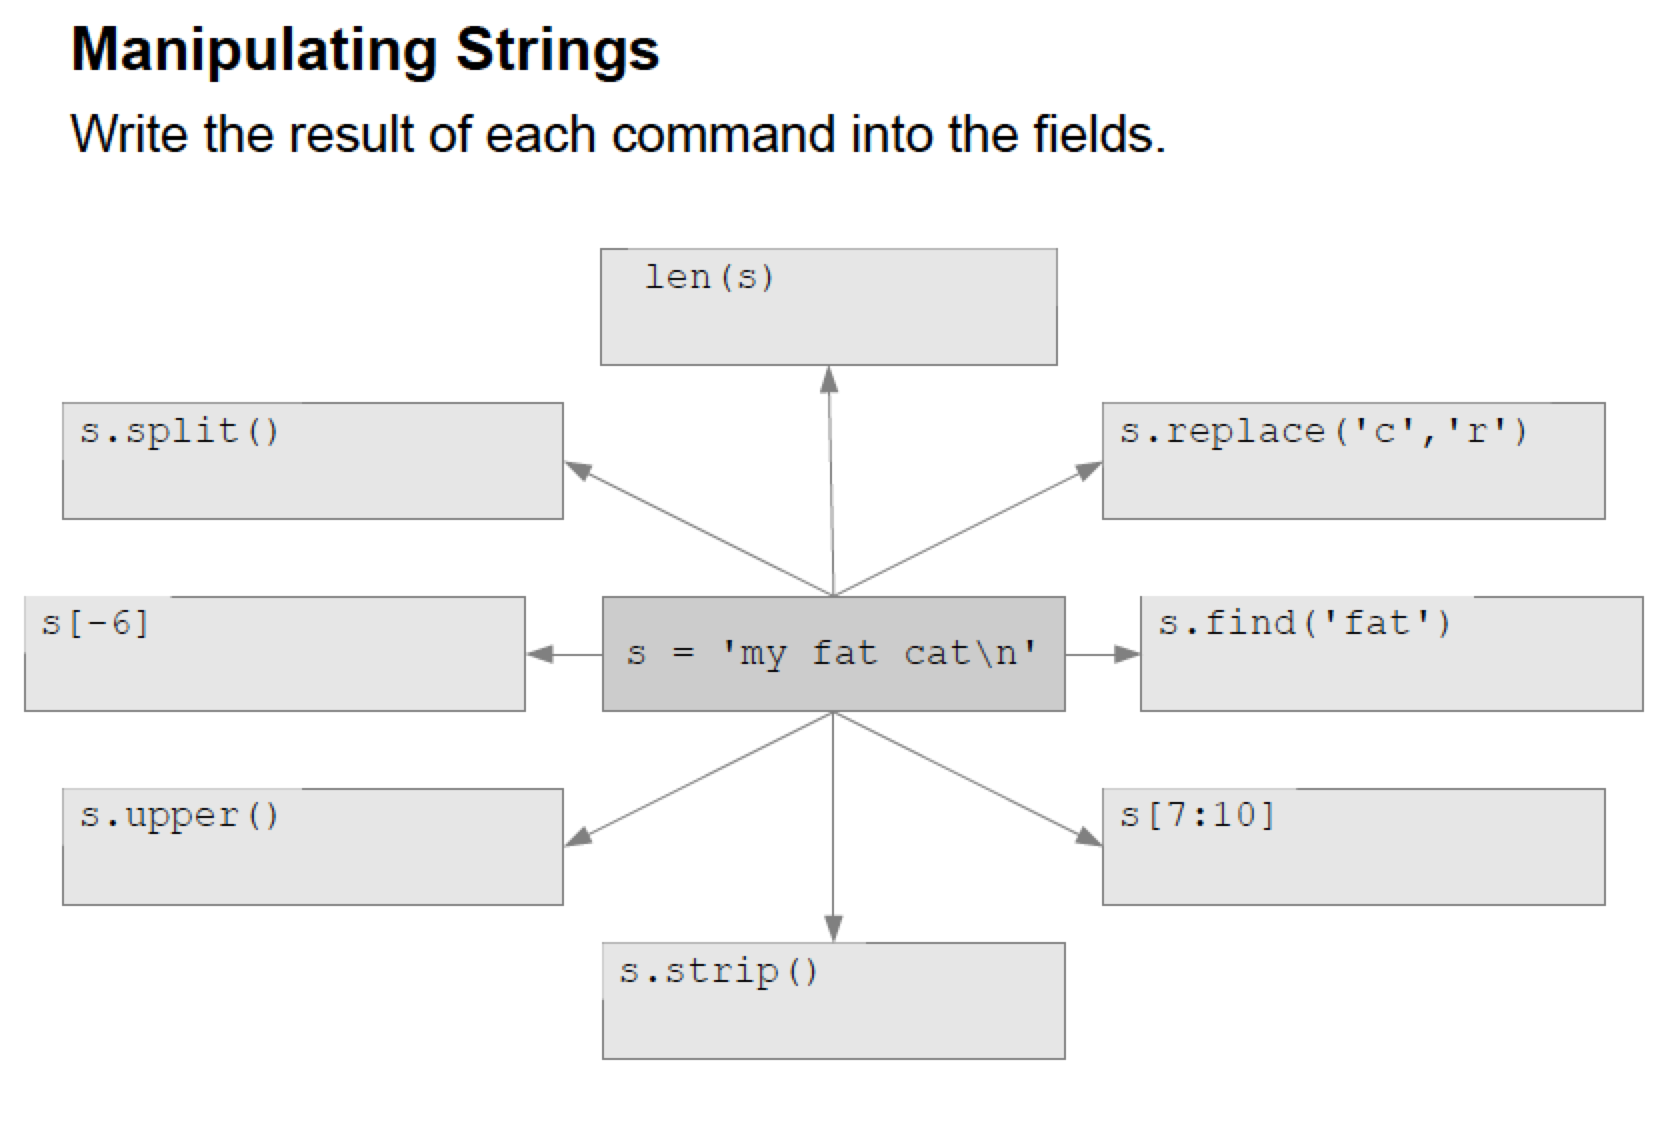 Manipulating Strings
Write the result of each command into the fields.
len(s)
s.split()
s.replace('c','r')
s[-6]
s = 'my fat cat\n'
s.find('fat')
s.upper()
s[7:10]
s.strip()